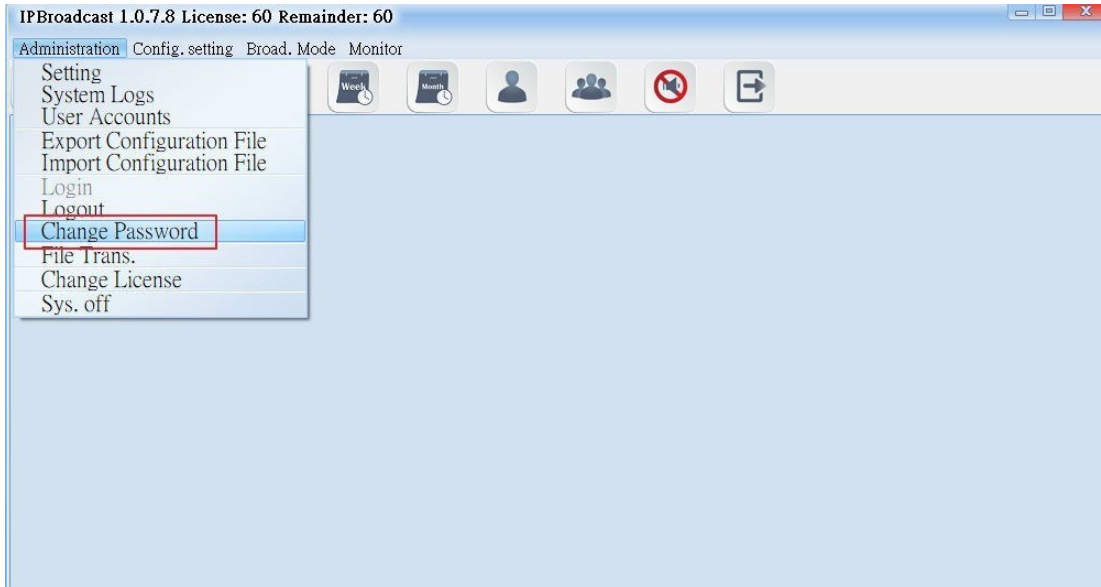 IPBroadcast 1.0.7.8 License: 60 Remainder: 60
Administration Config. setting Broad. Mode Monitor
Week
Month
Setting
System Logs
User Accounts
Export Configuration File
Import Configuration File
Login
Logout
Change Password
File Trans.
Change License
Sys. off